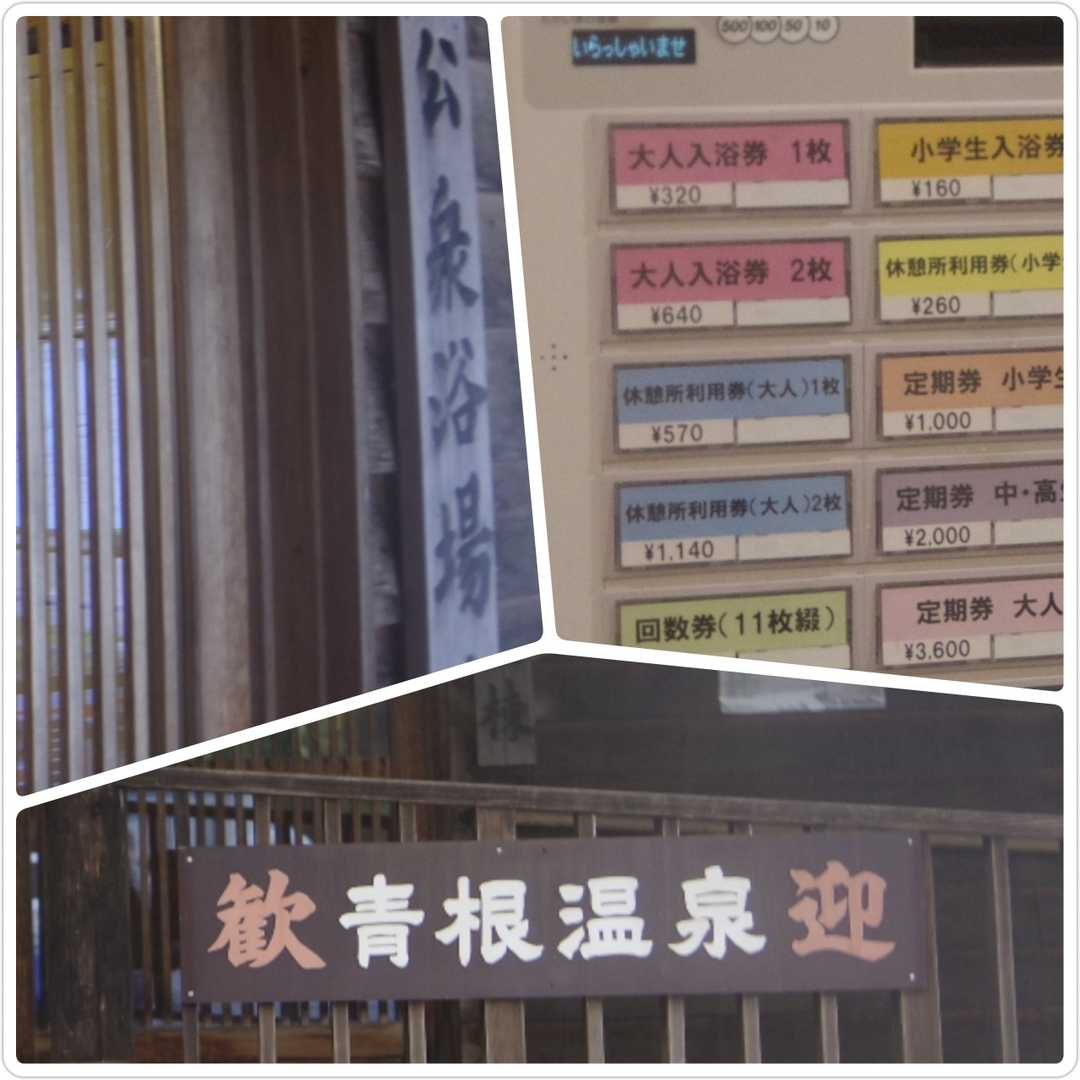 公衆浴場
いらっしゃいませ
500 100 50 10
大人入浴券 1枚
¥320
小学生入浴券
¥160
大人入浴券 2枚
¥640
休憩所利用券(小学
¥260
休憩所利用券(大人)1枚
¥570
定期券 小学生
¥1,000
休憩所利用券(大人)2枚
¥1,140
定期券 中・高生
¥2,000
回数券(11枚綴)
定期券 大人
¥3,600
歓青根温泉迎